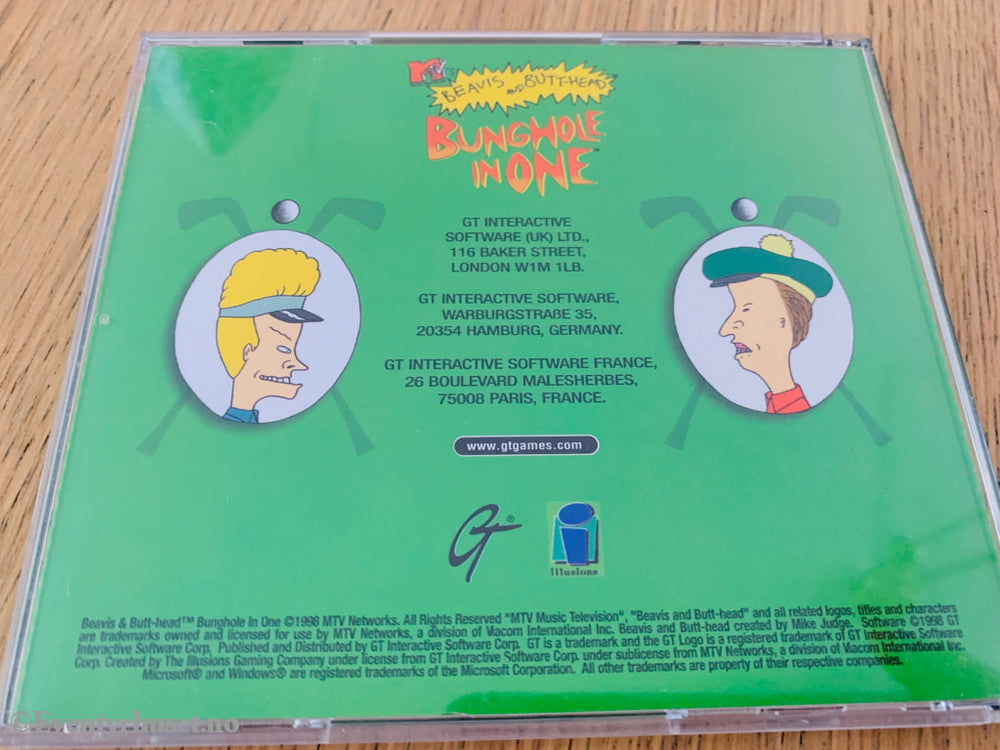 MTV
BEAVIS AND BUTT-HEAD
BUNGHOLE
IN ONE™
GT INTERACTIVE
SOFTWARE (UK) LTD.,
116 BAKER STREET,
LONDON W1M 1LB.
GT INTERACTIVE SOFTWARE,
WARBURGSTRAßE 35,
20354 HAMBURG, GERMANY.
GT INTERACTIVE SOFTWARE FRANCE,
26 BOULEVARD MALESHERBES,
75008 PARIS, FRANCE.
www.gtgames.com
GT®
i
illusions
Beavis & Butt-head™ Bunghole In One ©1998 MTV Networks. All Rights Reserved "MTV Music Television", "Beavis and Butt-head" and all related logos, titles and characters
are trademarks owned and licensed for use by MTV Networks, a division of Viacom International Inc. Beavis and Butt-head created by Mike Judge. Software ©1998 GT
Interactive Software Corp. Published and Distributed by GT Interactive Software Corp. GT is a trademark and the GT Logo is a registered trademark of GT Interactive Software
Corp. Created by The Illusions Gaming Company under license from GT Interactive Software Corp. under sublicense from MTV Networks, a division of Viacom International Inc.
Microsoft® and Windows® are registered trademarks of the Microsoft Corporation. All other trademarks are property of their respective companies.
©Eventyrhuset.no